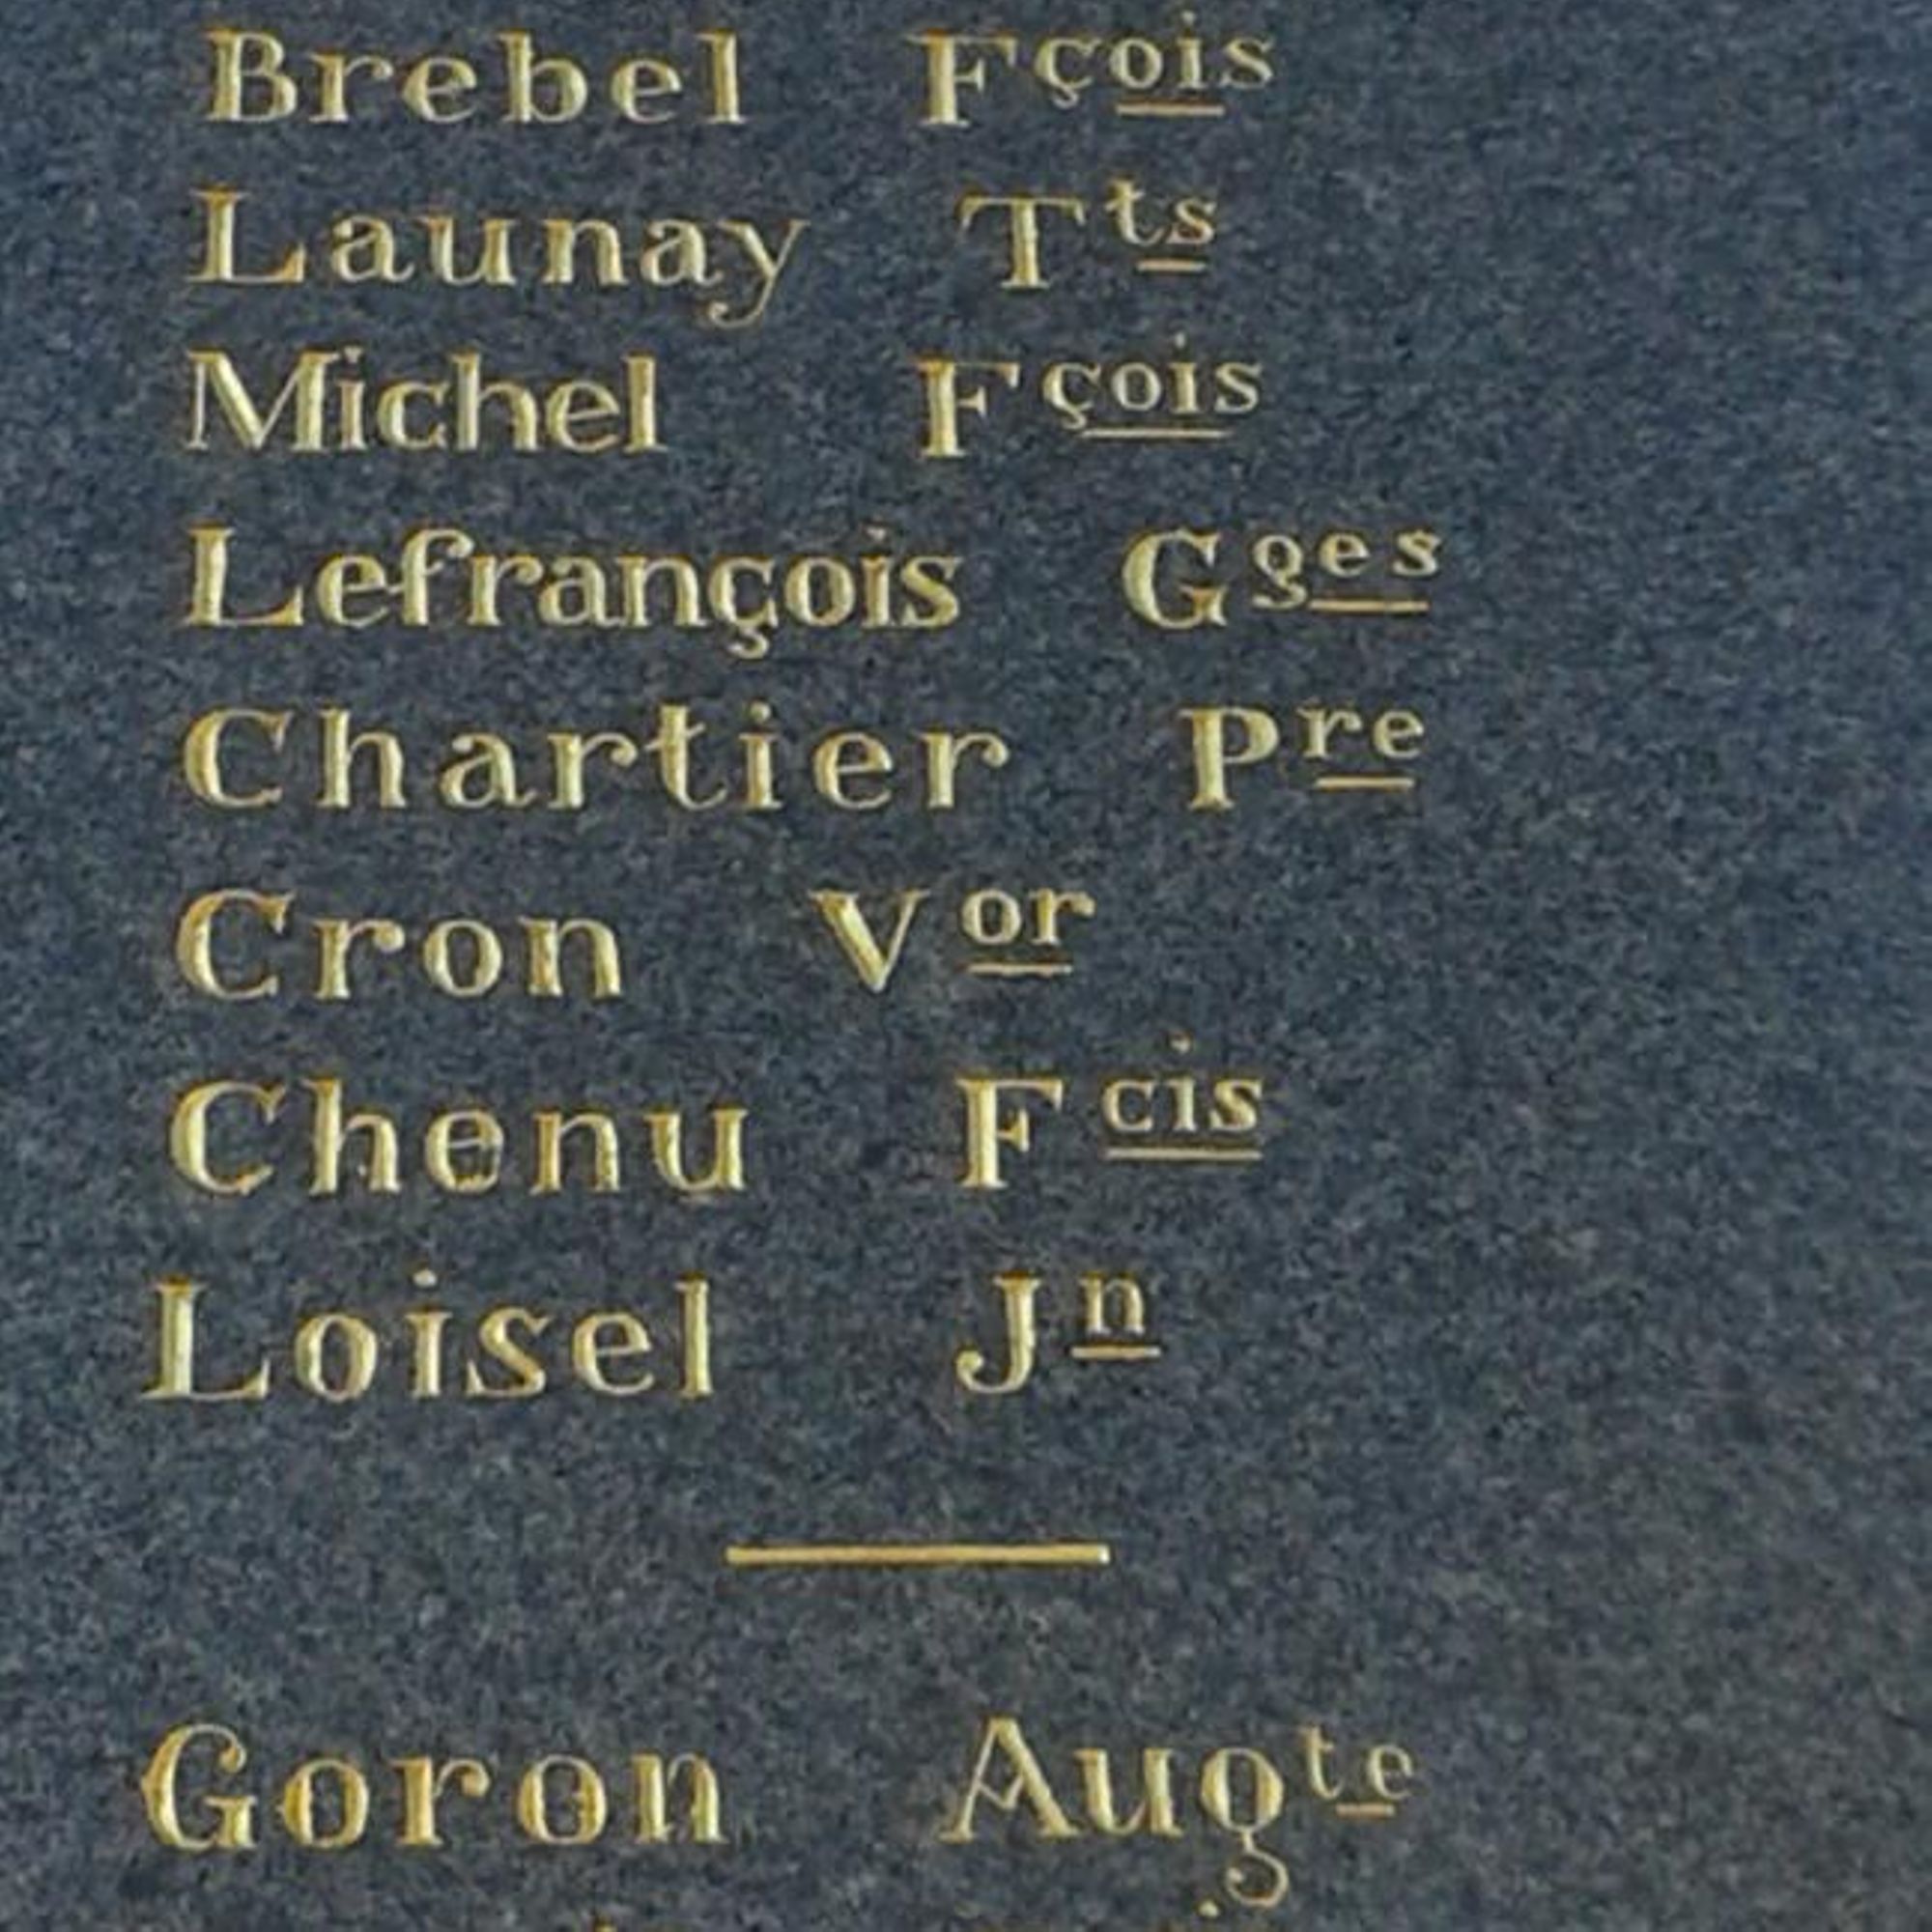 Brebel Fçois
Launay Tts
Michel Fçois
Lefrançois Gges
Chartier Pre
Cron Vor
Chenu Fcis
Loisel Jn
Goron Augte